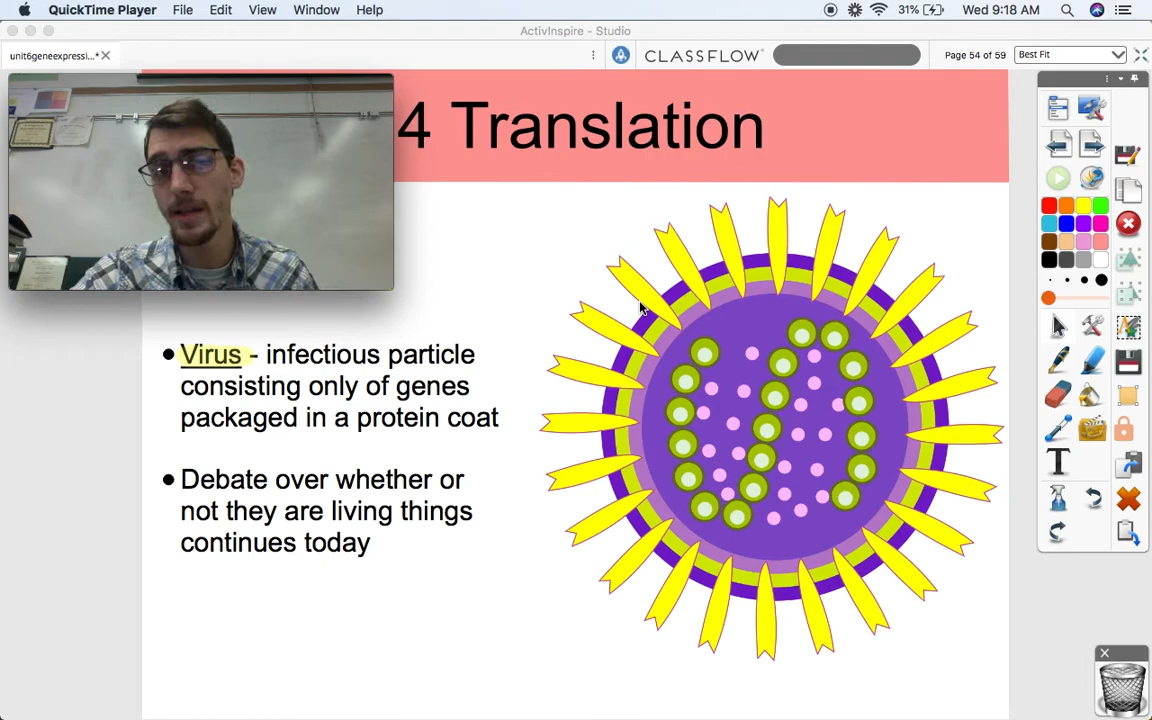 QuickTime Player File Edit View Window Help 31% Wed 9:18 AM
ActivInspire - Studio
unit6geneexpressi...* CLASSFLOW Page 54 of 59 Best Fit
4 Translation
Virus - infectious particle
consisting only of genes
packaged in a protein coat
Debate over whether or
not they are living things
continues today
T